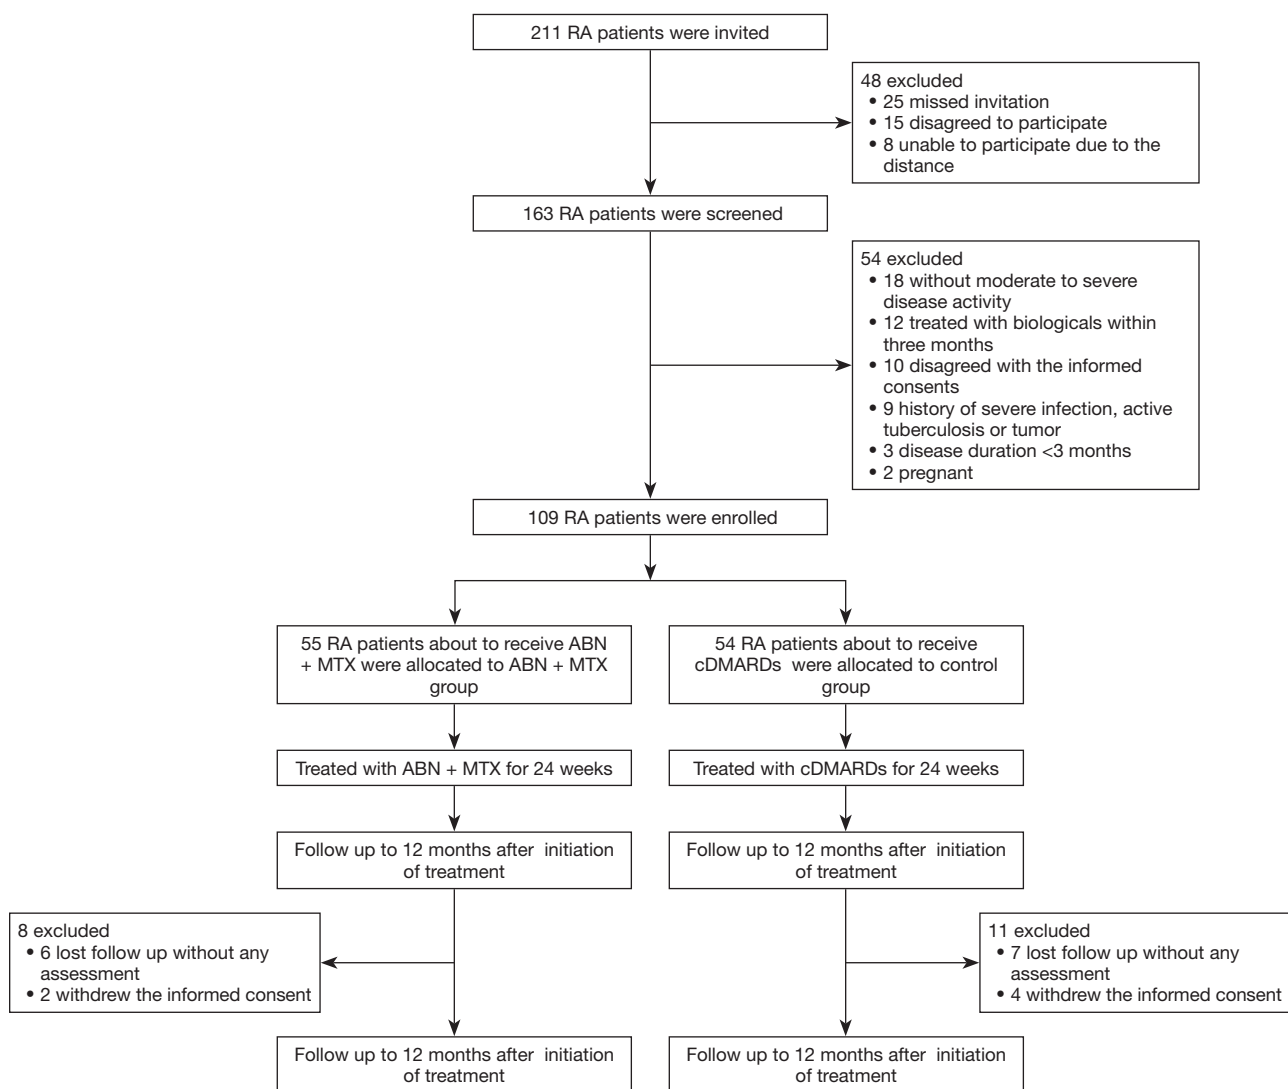 211 RA patients were invited
48 excluded
• 25 missed invitation
• 15 disagreed to participate
• 8 unable to participate due to the
distance
163 RA patients were screened
54 excluded
• 18 without moderate to severe
disease activity
• 12 treated with biologicals within
three months
• 10 disagreed with the informed
consents
• 9 history of severe infection, active
tuberculosis or tumor
• 3 disease duration <3 months
• 2 pregnant
109 RA patients were enrolled
55 RA patients about to receive ABN
+ MTX were allocated to ABN + MTX
group
54 RA patients about to receive
cDMARDs were allocated to control
group
Treated with ABN + MTX for 24 weeks
Treated with cDMARDs for 24 weeks
Follow up to 12 months after initiation
of treatment
Follow up to 12 months after initiation
of treatment
8 excluded
• 6 lost follow up without any
assessment
• 2 withdrew the informed consent
11 excluded
• 7 lost follow up without any
assessment
• 4 withdrew the informed consent
Follow up to 12 months after initiation
of treatment
Follow up to 12 months after initiation
of treatment